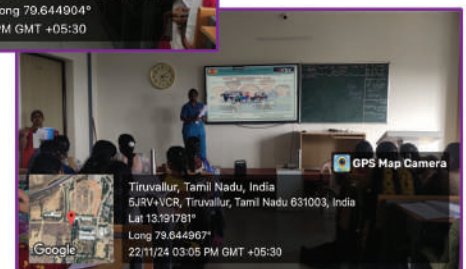 ong 79.644904°
PM GMT +05:30
GPS Map Camera
Tiruvallur, Tamil Nadu, India
5JRV+VCR, Tiruvallur, Tamil Nadu 631003, India
Lat 13.191781°
Long 79.644967°
22/11/24 03:05 PM GMT +05:30
Google